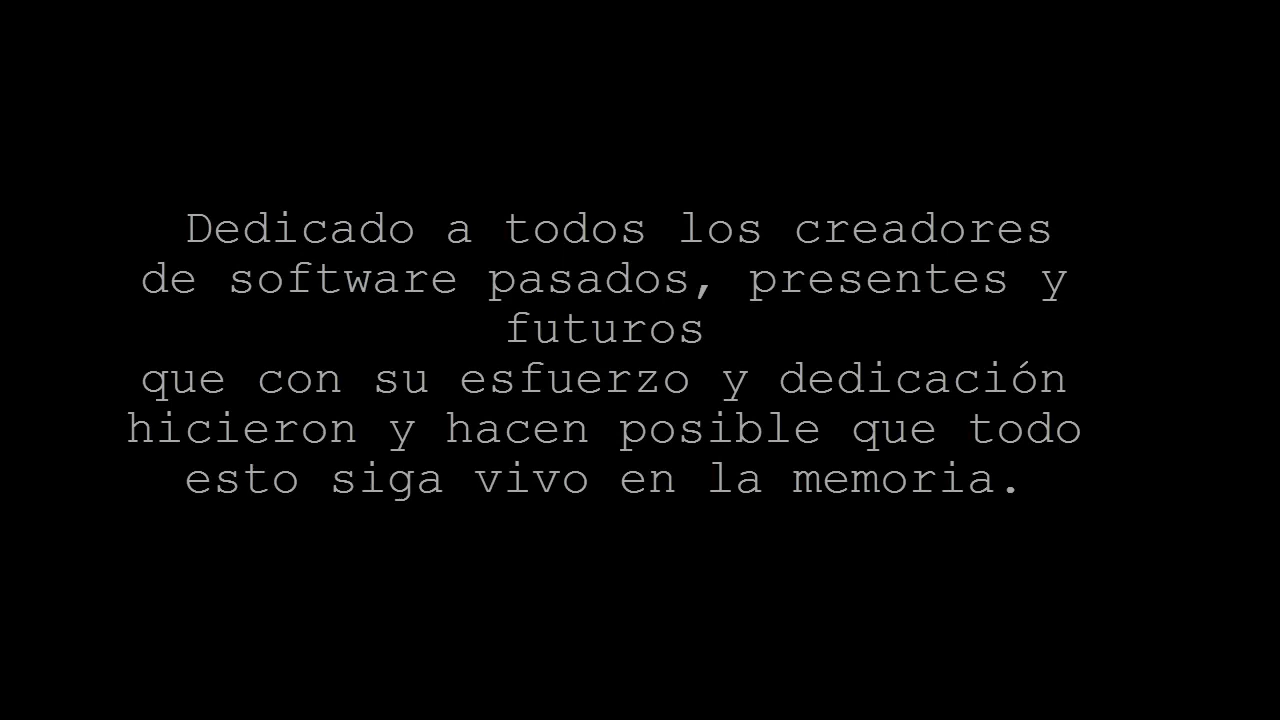 Dedicado a todos los creadores
de software pasados, presentes y
futuros
que con su esfuerzo y dedicación
hicieron y hacen posible que todo
esto siga vivo en la memoria.